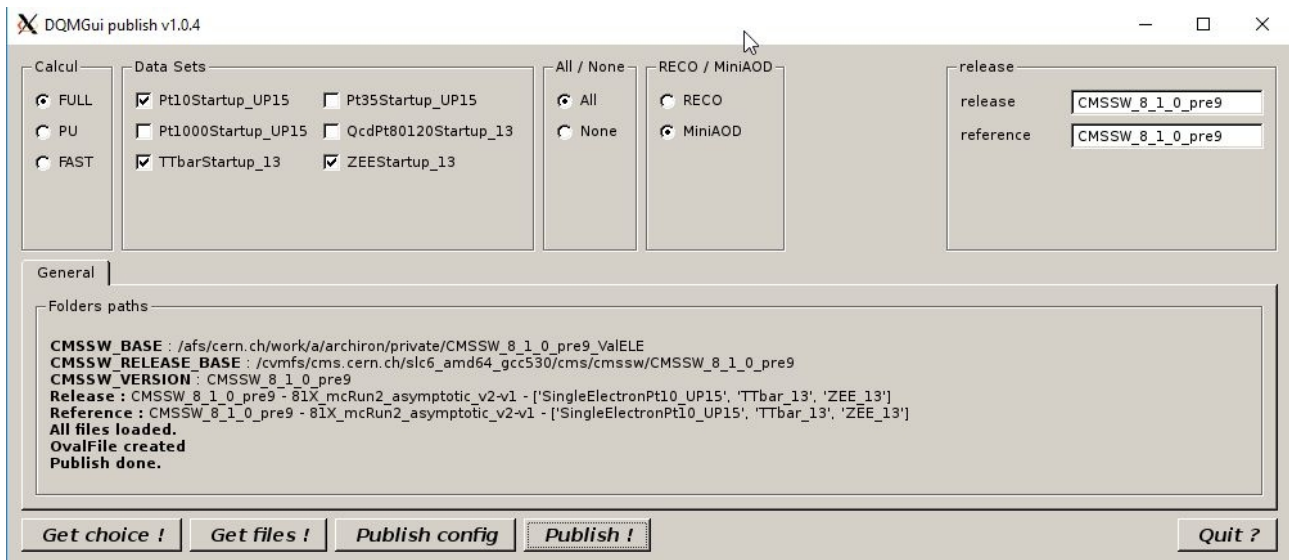 DQMGui publish v1.0.4
Calcul
FULL
PU
FAST
Data Sets
Pt10Startup_UP15 Pt35Startup_UP15
Pt1000Startup_UP15 QcdPt80120Startup_13
TTbarStartup_13 ZEEStartup_13
All / None
All
None
RECO / MiniAOD
RECO
MiniAOD
release
release CMSSW_8_1_0_pre9
reference CMSSW_8_1_0_pre9
General
Folders paths
CMSSW_BASE : /afs/cern.ch/work/a/archiron/private/CMSSW_8_1_0_pre9_ValELE
CMSSW_RELEASE_BASE : /cvmfs/cms.cern.ch/slc6_amd64_gcc530/cms/cmssw/CMSSW_8_1_0_pre9
CMSSW_VERSION : CMSSW_8_1_0_pre9
Release : CMSSW_8_1_0_pre9 - 81X_mcRun2_asymptotic_v2-v1 - ['SingleElectronPt10_UP15', 'TTbar_13', 'ZEE_13']
Reference : CMSSW_8_1_0_pre9 - 81X_mcRun2_asymptotic_v2-v1 - ['SingleElectronPt10_UP15', 'TTbar_13', 'ZEE_13']
All files loaded.
OvalFile created
Publish done.
Get choice ! Get files ! Publish config Publish ! Quit ?